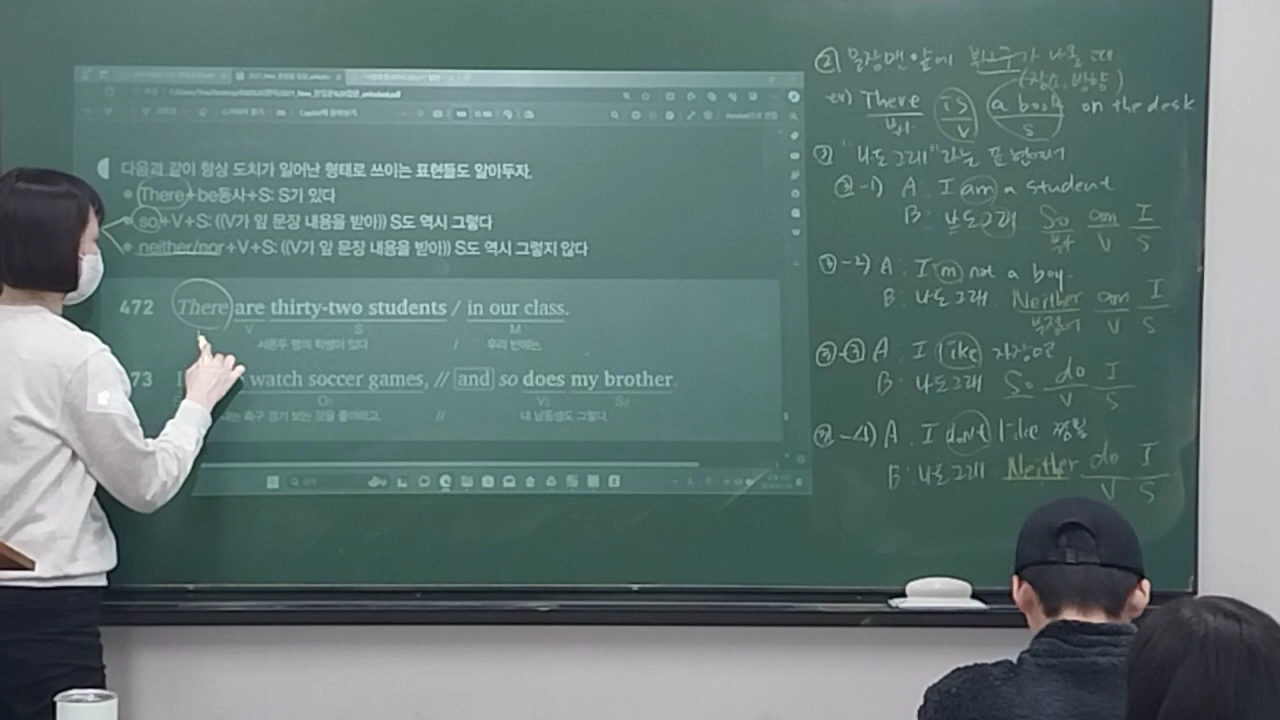 다음과 같이 항상 도치가 일어난 형태로 쓰이는 표현들도 알아두자.
• There+be동사+S: S가 있다
• so+V+S: ((V가 앞 문장 내용을 받아)) S도 역시 그렇다
• neither/nor+V+S: ((V가 앞 문장 내용을 받아)) S도 역시 그렇지 않다
472 There are thirty-two students / in our class.
V S M
서른두 명의 학생이 있다 / 우리 반에는.
73 watch soccer games, // and so does my brother.
O₁ V₂ S₂
축구 경기 보는 것을 좋아하고, // 내 남동생도 그렇다.
② 문장맨앞에 부사구가 나올 때
(장소, 방향)
ex) There is a book on the desk
부사 V S
③ "나도 그래"라는 표현에서
③-1) A: I am a student
B: 나도그래 So am I
부사 V S
③-2) A: I m not a boy.
B: 나도그래 Neither am I
부정어 V S
③-③ A: I like 자장면
B: 나도그래 So do I
V S
③-4) A: I don't like 짬뽕
B: 나도그래 Neither do I
V S